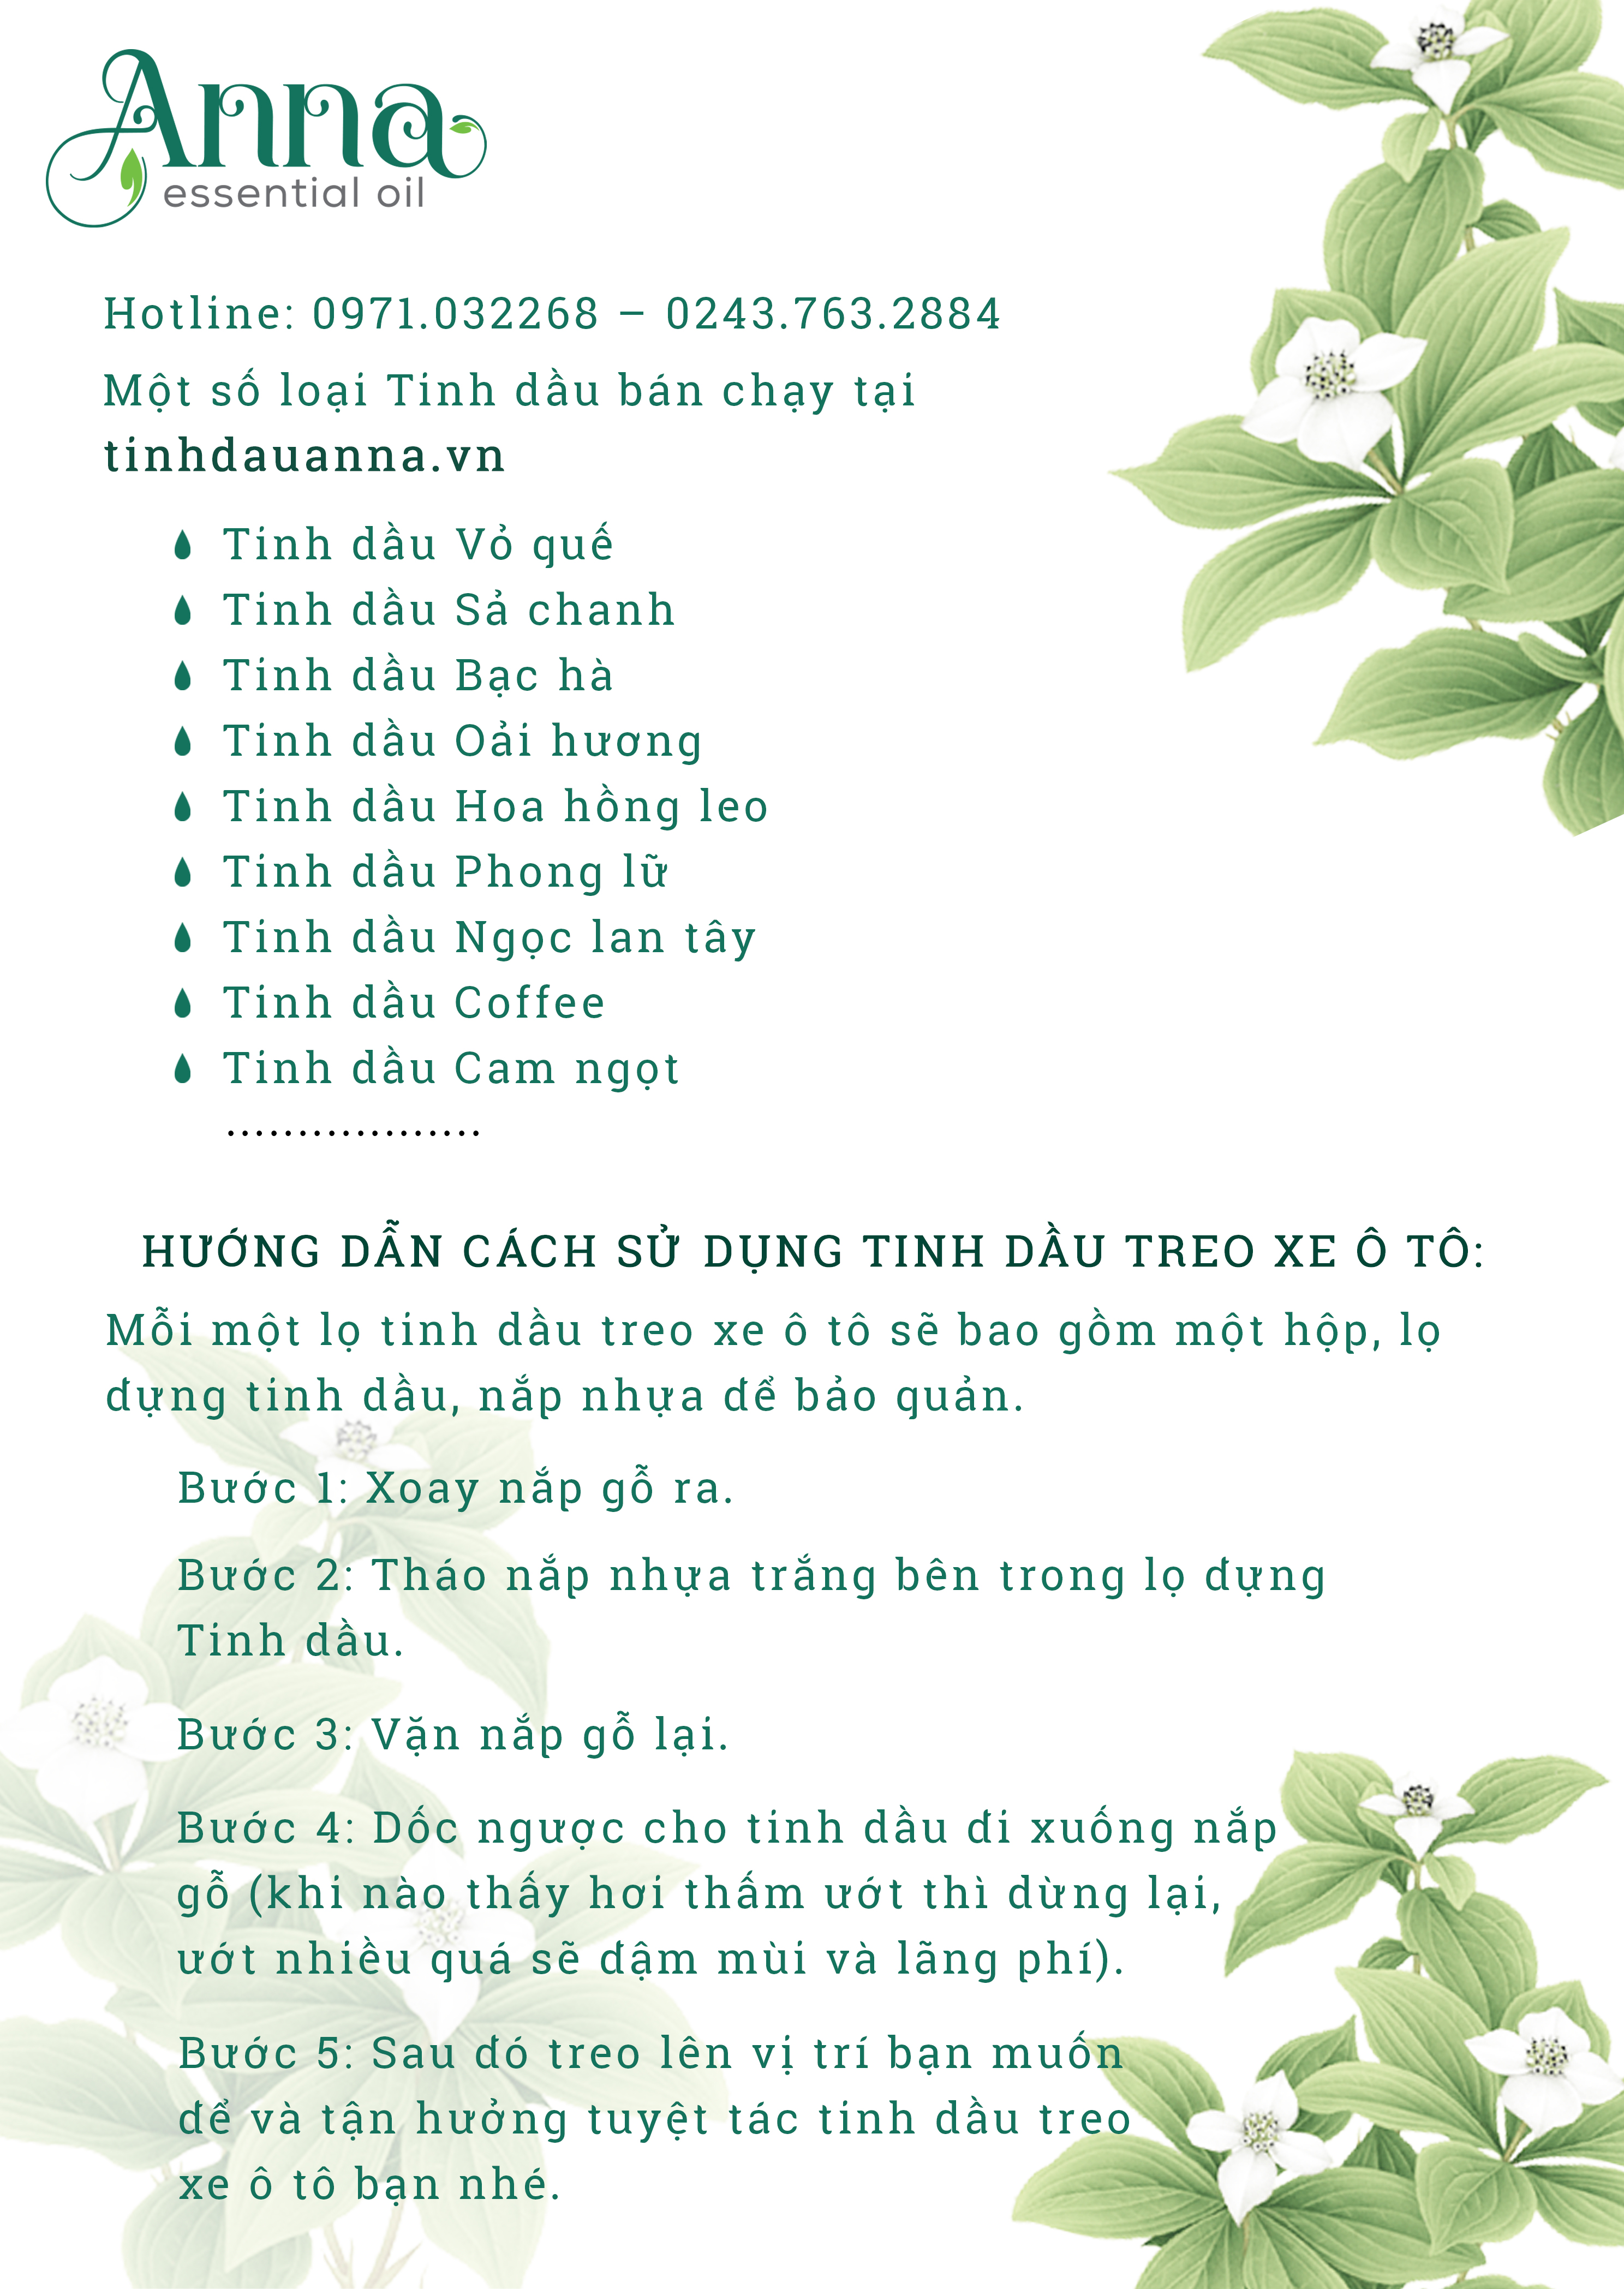 Anna
essential oil
Hotline: 0971.032268 – 0243.763.2884
Một số loại Tinh dầu bán chạy tại
tinhdauanna.vn
Tinh dầu Vỏ quế
Tinh dầu Sả chanh
Tinh dầu Bạc hà
Tinh dầu Oải hương
Tinh dầu Hoa hồng leo
Tinh dầu Phong lữ
Tinh dầu Ngọc lan tây
Tinh dầu Coffee
Tinh dầu Cam ngọt
..................
HƯỚNG DẪN CÁCH SỬ DỤNG TINH DẦU TREO XE Ô TÔ:
Mỗi một lọ tinh dầu treo xe ô tô sẽ bao gồm một hộp, lọ
đựng tinh dầu, nắp nhựa để bảo quản.
Bước 1: Xoay nắp gỗ ra.
Bước 2: Tháo nắp nhựa trắng bên trong lọ đựng
Tinh dầu.
Bước 3: Vặn nắp gỗ lại.
Bước 4: Dốc ngược cho tinh dầu đi xuống nắp
gỗ (khi nào thấy hơi thấm ướt thì dừng lại,
ướt nhiều quá sẽ đậm mùi và lãng phí).
Bước 5: Sau đó treo lên vị trí bạn muốn
để và tận hưởng tuyệt tác tinh dầu treo
xe ô tô bạn nhé.